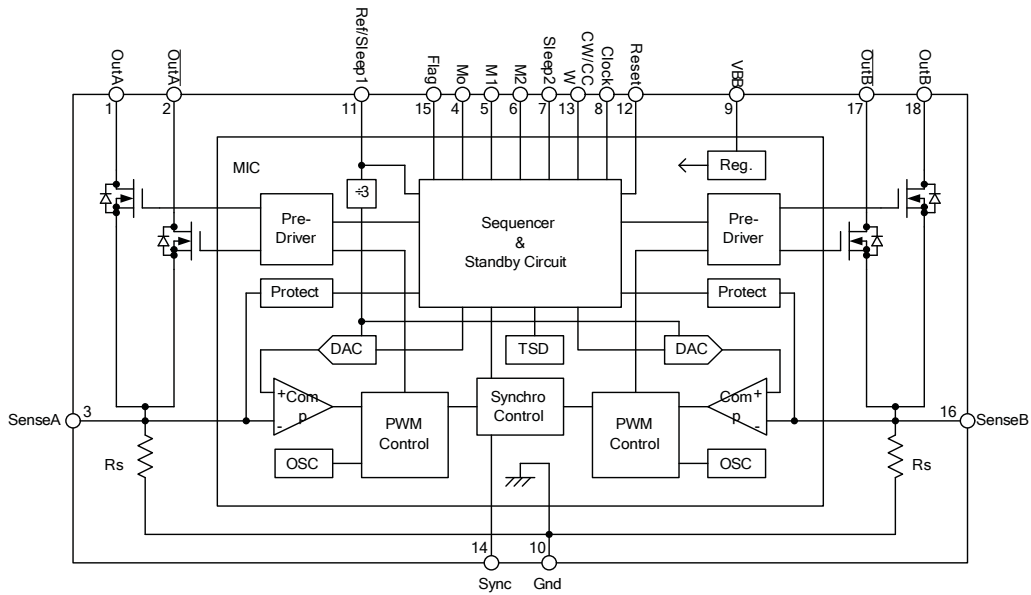 OutA
OutA
Ref/Sleep1
Flag
Mo
M1
M2
Sleep2
CW/CC
W
Clock
Reset
VBB
OutB
OutB
1
2
11
15
4
5
6
7
13
8
12
9
17
18
MIC
÷3
Reg.
Pre-
Driver
Sequencer
&
Standby Circuit
Pre-
Driver
Protect
Protect
DAC
TSD
DAC
+
Com
p
-
Synchro
Control
Com
p
+
-
SenseA
3
PWM
Control
PWM
Control
16
SenseB
Rs
OSC
OSC
Rs
14
10
Sync
Gnd